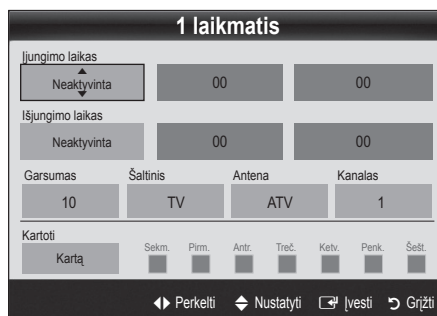 1 laikmatis
Įjungimo laikas
Neaktyvinta 00 00
Išjungimo laikas
Neaktyvinta 00 00
Garsumas Šaltinis Antena Kanalas
10 TV ATV 1
Kartoti
Kartą Sekm. Pirm. Antr. Treč. Ketv. Penk. Šešt.
Perkelti Nustatyti Įvesti Grįžti